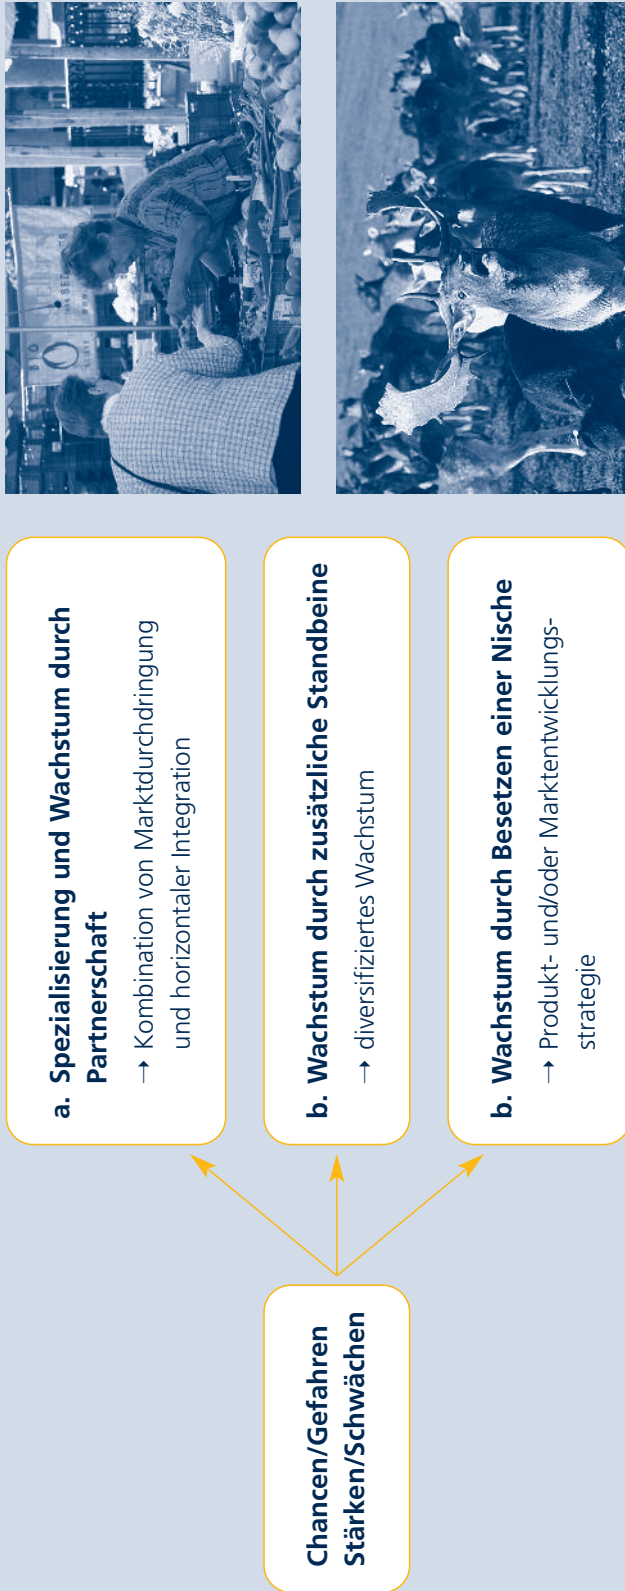 Chancen/Gefahren
Stärken/Schwächen
a. Spezialisierung und Wachstum durch
Partnerschaft
→ Kombination von Marktdurchdringung
und horizontaler Integration
b. Wachstum durch zusätzliche Standbeine
→ diversifiziertes Wachstum
b. Wachstum durch Besetzen einer Nische
→ Produkt- und/oder Marktentwicklungs-
strategie
BIO